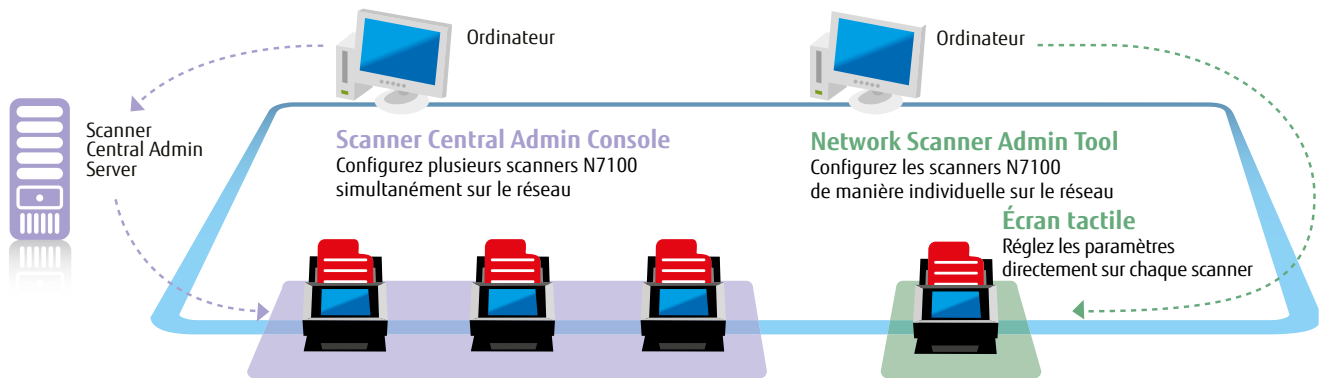 Ordinateur
Ordinateur
Scanner
Central Admin
Server
Scanner Central Admin Console
Configurez plusieurs scanners N7100
simultanément sur le réseau
Network Scanner Admin Tool
Configurez les scanners N7100
de manière individuelle sur le réseau
Écran tactile
Réglez les paramètres
directement sur chaque scanner